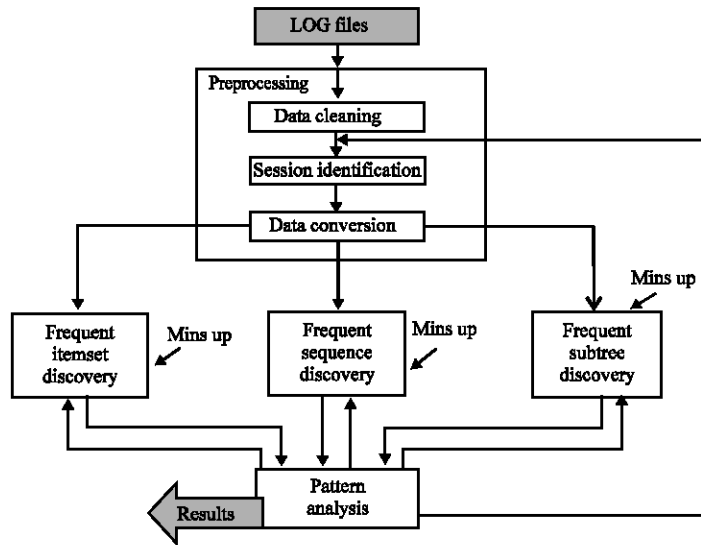 LOG files
Preprocessing
Data cleaning
Session identification
Data conversion
Mins up
Frequent
itemset
discovery
Mins up
Frequent
sequence
discovery
Mins up
Frequent
subtree
discovery
Pattern
analysis
Results